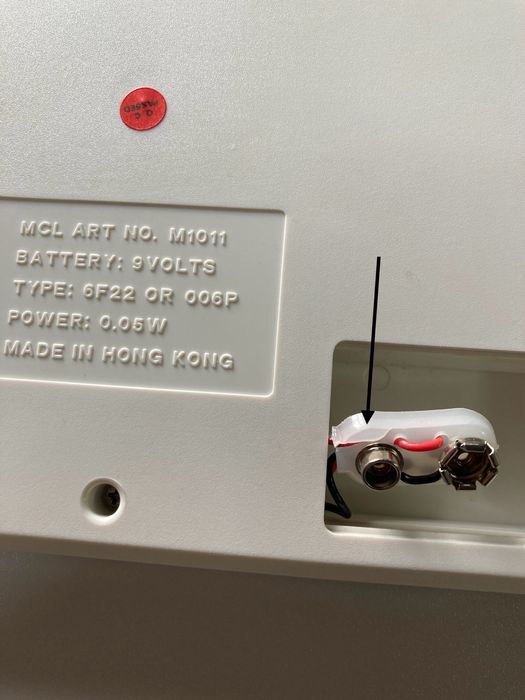 Q C
PASSED
MCL ART NO. M1011
BATTERY: 9VOLTS
TYPE: 6F22 OR 006P
POWER: 0.05W
MADE IN HONG KONG